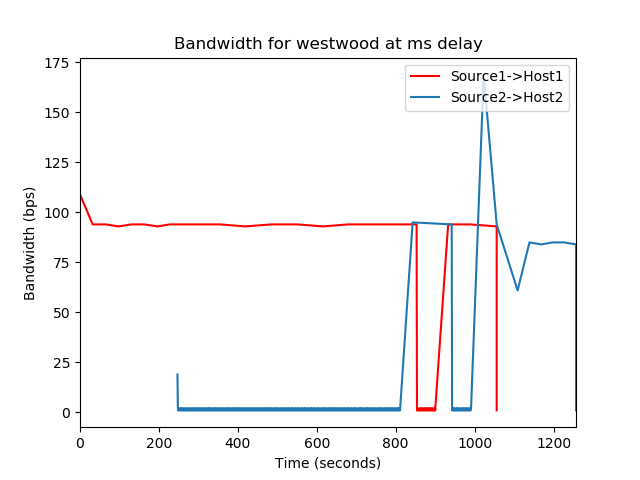 Bandwidth for westwood at ms delay
Source1->Host1
Source2->Host2
Bandwidth (bps)
175
150
125
100
75
50
25
0
0 200 400 600 800 1000 1200
Time (seconds)